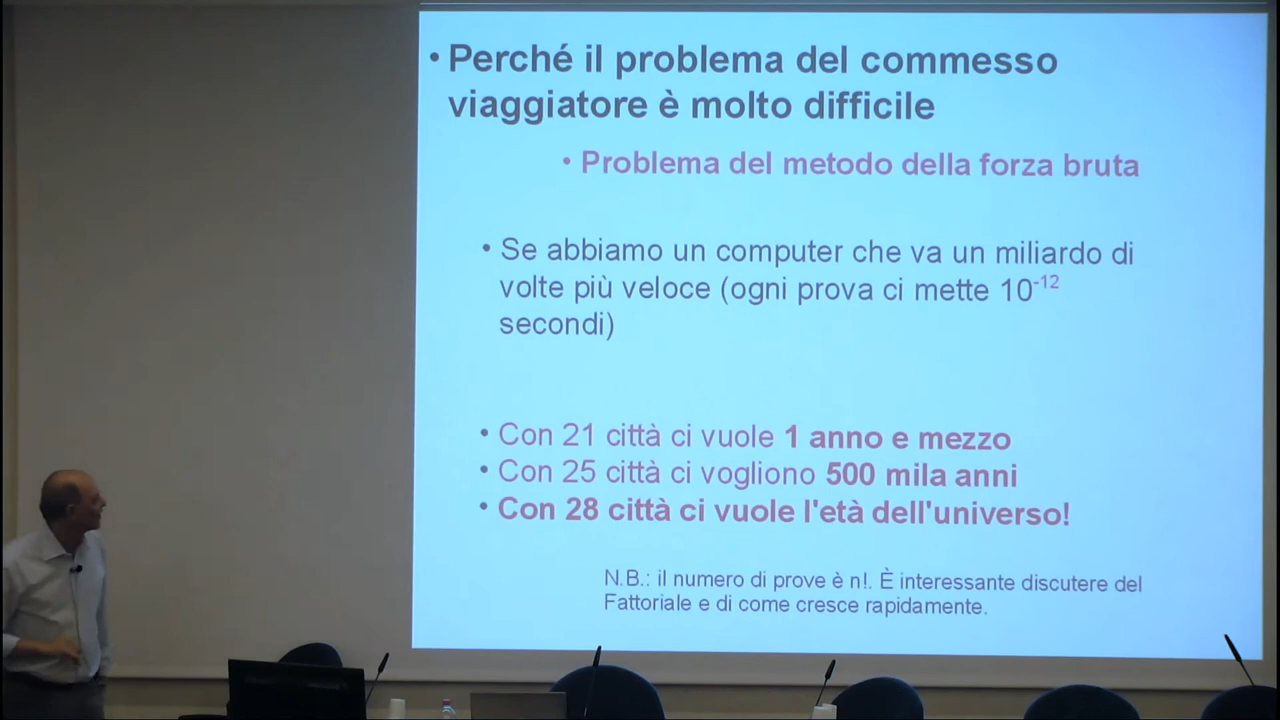 • Perché il problema del commesso
viaggiatore è molto difficile
• Problema del metodo della forza bruta
• Se abbiamo un computer che va un miliardo di
volte più veloce (ogni prova ci mette 10⁻¹²
secondi)
• Con 21 città ci vuole 1 anno e mezzo
• Con 25 città ci vogliono 500 mila anni
• Con 28 città ci vuole l'età dell'universo!
N.B.: il numero di prove è n!. È interessante discutere del
Fattoriale e di come cresce rapidamente.